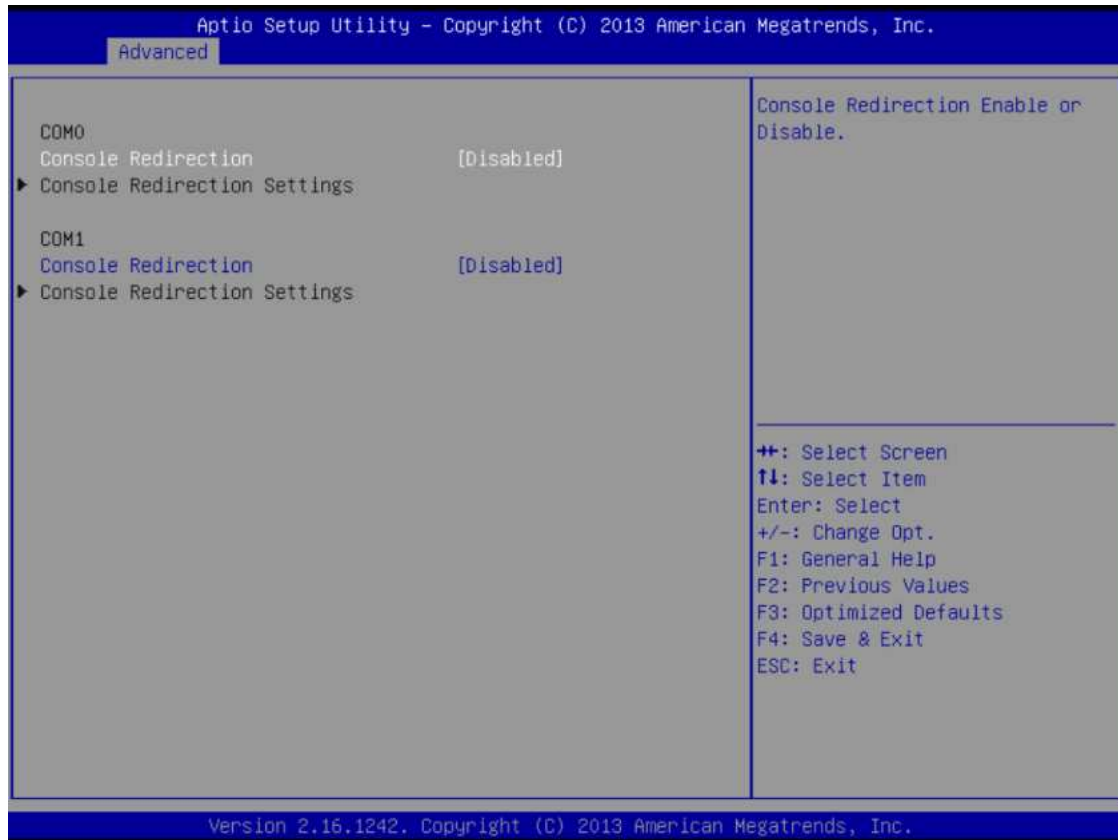 Aptio Setup Utility – Copyright (C) 2013 American Megatrends, Inc.
Advanced
COM0
Console Redirection [Disabled]
▶ Console Redirection Settings
COM1
Console Redirection [Disabled]
▶ Console Redirection Settings
Console Redirection Enable or
Disable.
→←: Select Screen
↑↓: Select Item
Enter: Select
+/-: Change Opt.
F1: General Help
F2: Previous Values
F3: Optimized Defaults
F4: Save & Exit
ESC: Exit
Version 2.16.1242. Copyright (C) 2013 American Megatrends, Inc.